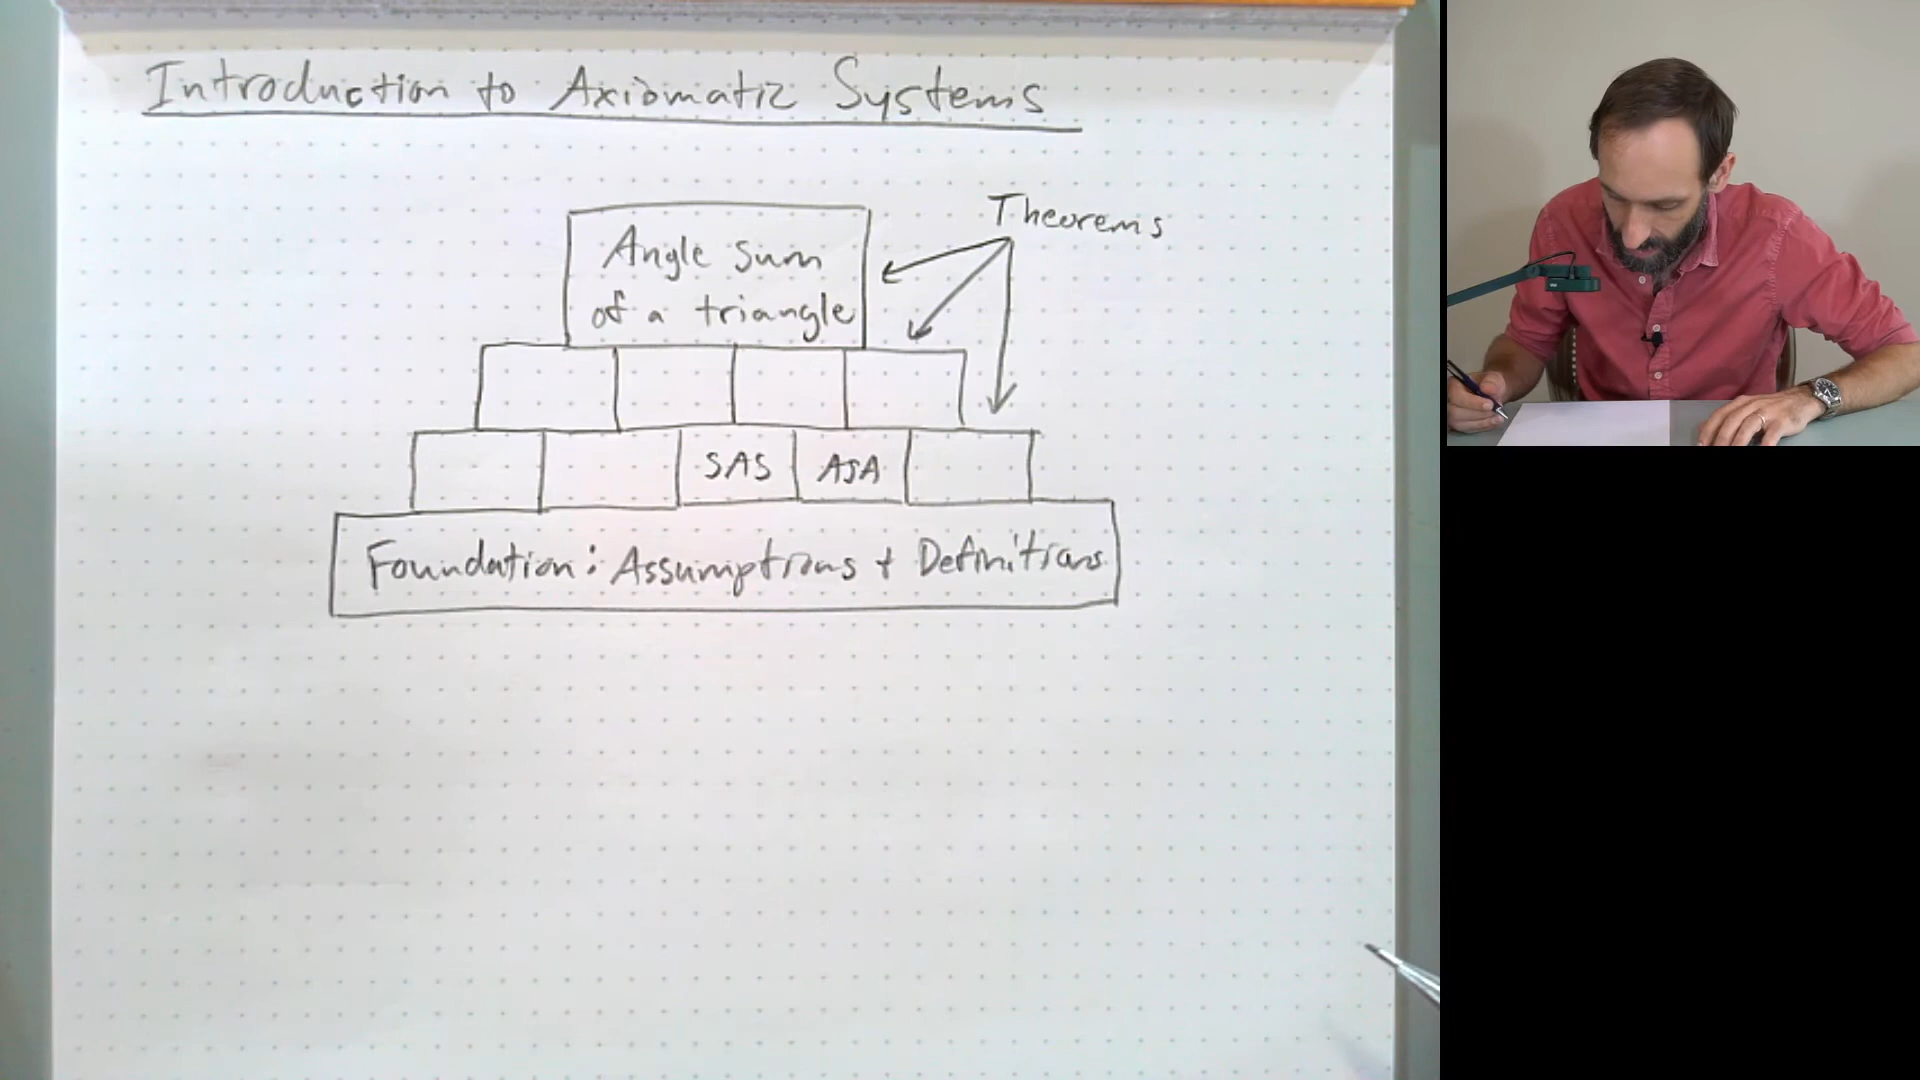 Introduction to Axiomatic Systems
Theorems
Angle sum
of a triangle
SAS
ASA
Foundation: Assumptions + Definitions